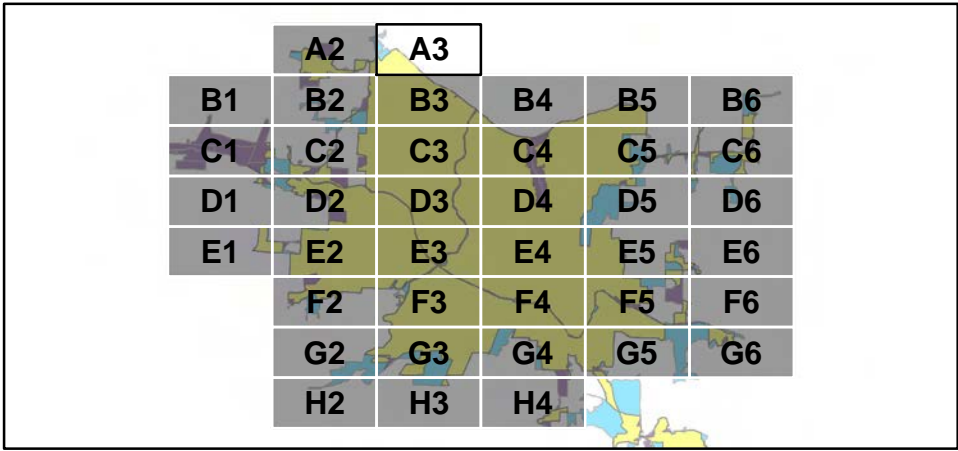 A2 A3
B1 B2 B3 B4 B5 B6
C1 C2 C3 C4 C5 C6
D1 D2 D3 D4 D5 D6
E1 E2 E3 E4 E5 E6
F2 F3 F4 F5 F6
G2 G3 G4 G5 G6
H2 H3 H4